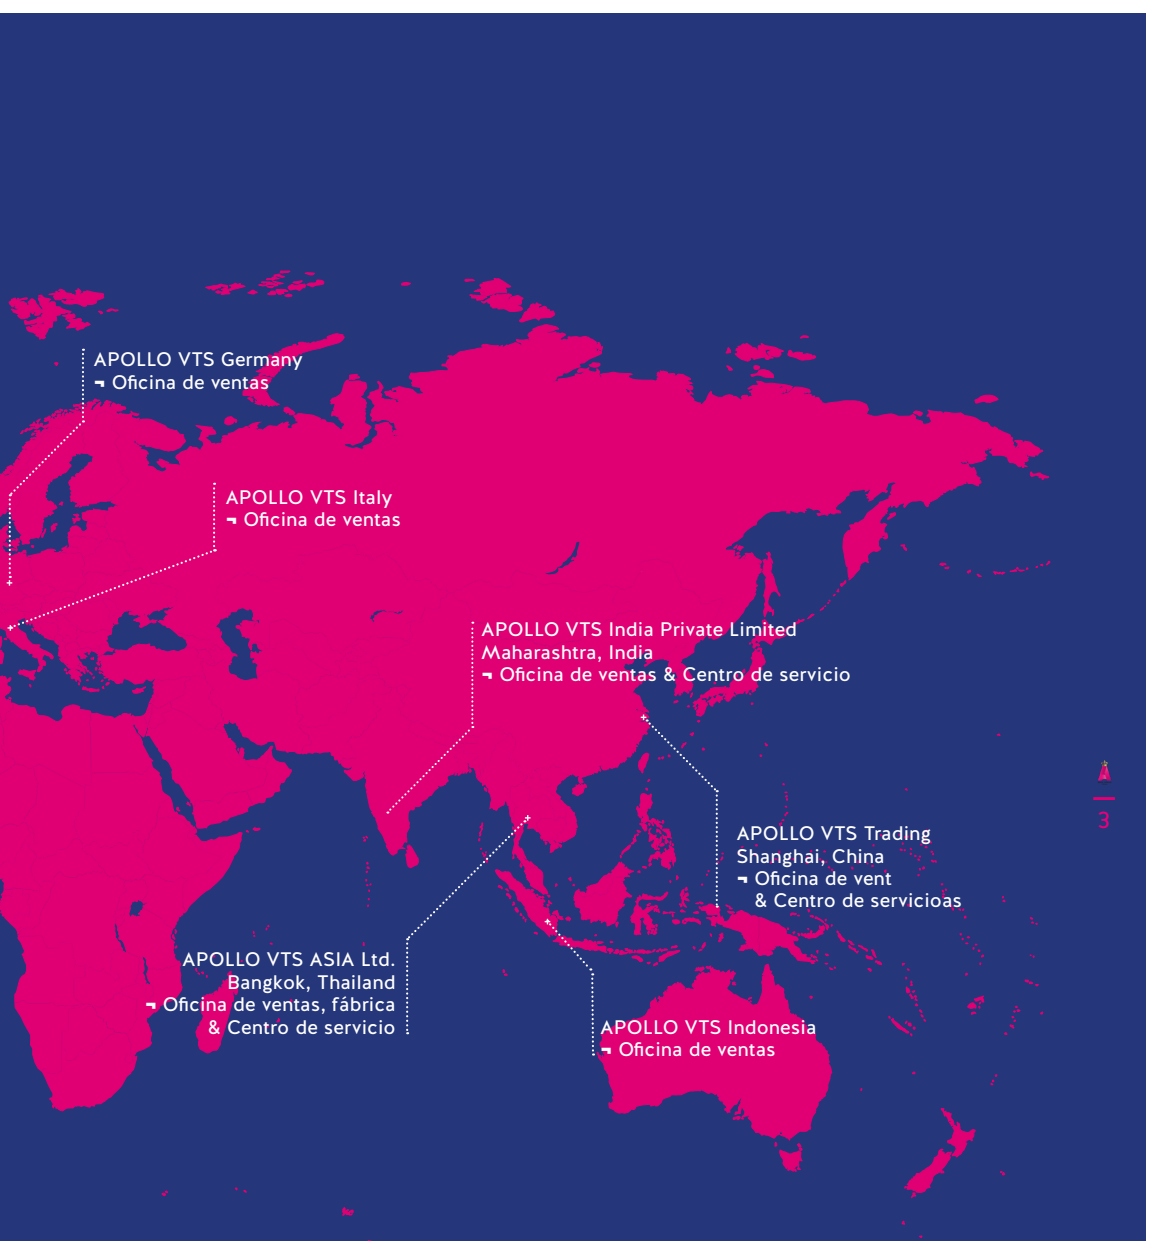 APOLLO VTS Germany
¬ Oficina de ventas
APOLLO VTS Italy
¬ Oficina de ventas
APOLLO VTS India Private Limited
Maharashtra, India
¬ Oficina de ventas & Centro de servicio
APOLLO VTS Trading
Shanghai, China
¬ Oficina de vent
& Centro de servicioas
APOLLO VTS ASIA Ltd.
Bangkok, Thailand
¬ Oficina de ventas, fábrica
& Centro de servicio
APOLLO VTS Indonesia
¬ Oficina de ventas
3